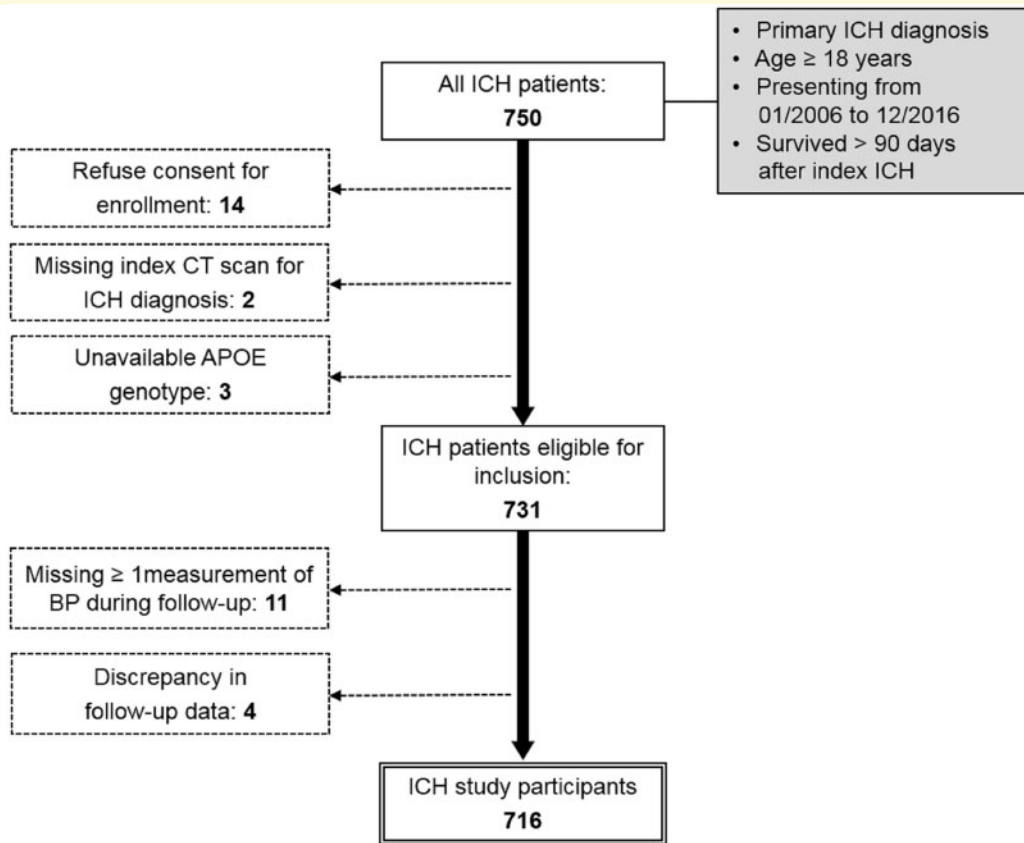 • Primary ICH diagnosis
• Age ≥ 18 years
• Presenting from
01/2006 to 12/2016
• Survived > 90 days
after index ICH
All ICH patients:
750
Refuse consent for
enrollment: 14
Missing index CT scan for
ICH diagnosis: 2
Unavailable APOE
genotype: 3
ICH patients eligible for
inclusion:
731
Missing ≥ 1measurement of
BP during follow-up: 11
Discrepancy in
follow-up data: 4
ICH study participants
716